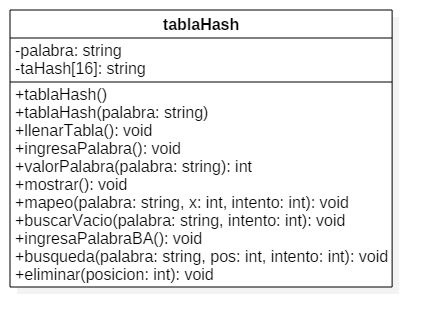 tablaHash
-palabra: string
-taHash[16]: string
+tablaHash()
+tablaHash(palabra: string)
+llenarTabla(): void
+ingresaPalabra(): void
+valorPalabra(palabra: string): int
+mostrar(): void
+mapeo(palabra: string, x: int, intento: int): void
+buscarVacio(palabra: string, intento: int): void
+ingresaPalabraBA(): void
+busqueda(palabra: string, pos: int, intento: int): void
+eliminar(posicion: int): void